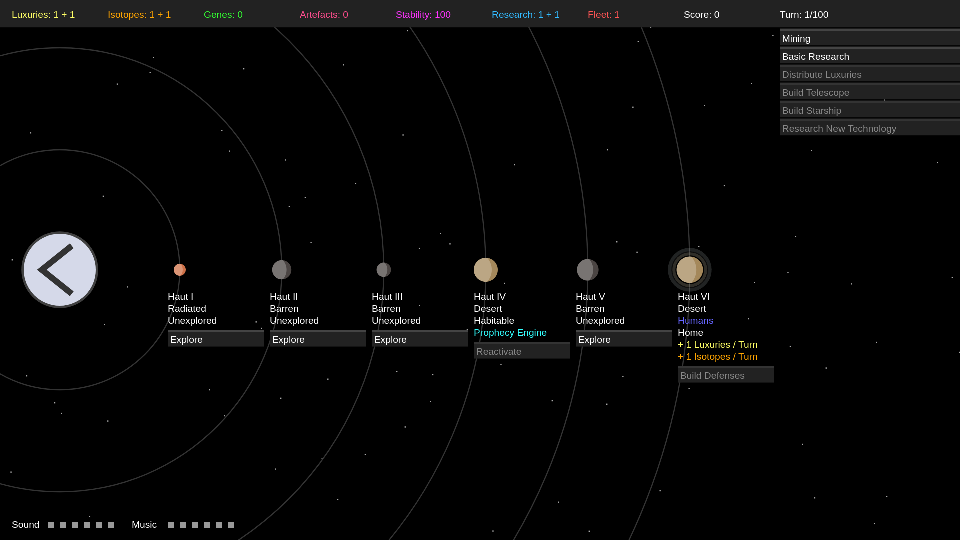 Luxuries: 1 + 1
Isotopes: 1 + 1
Genes: 0
Artefacts: 0
Stability: 100
Research: 1 + 1
Fleet: 1
Score: 0
Turn: 1/100
Mining
Basic Research
Distribute Luxuries
Build Telescope
Build Starship
Research New Technology
Haut I
Radiated
Unexplored
Explore
Haut II
Barren
Unexplored
Explore
Haut III
Barren
Unexplored
Explore
Haut IV
Desert
Habitable
Prophecy Engine
Reactivate
Haut V
Barren
Unexplored
Explore
Haut VI
Desert
Humans
Home
+ 1 Luxuries / Turn
+ 1 Isotopes / Turn
Build Defenses
Sound
Music